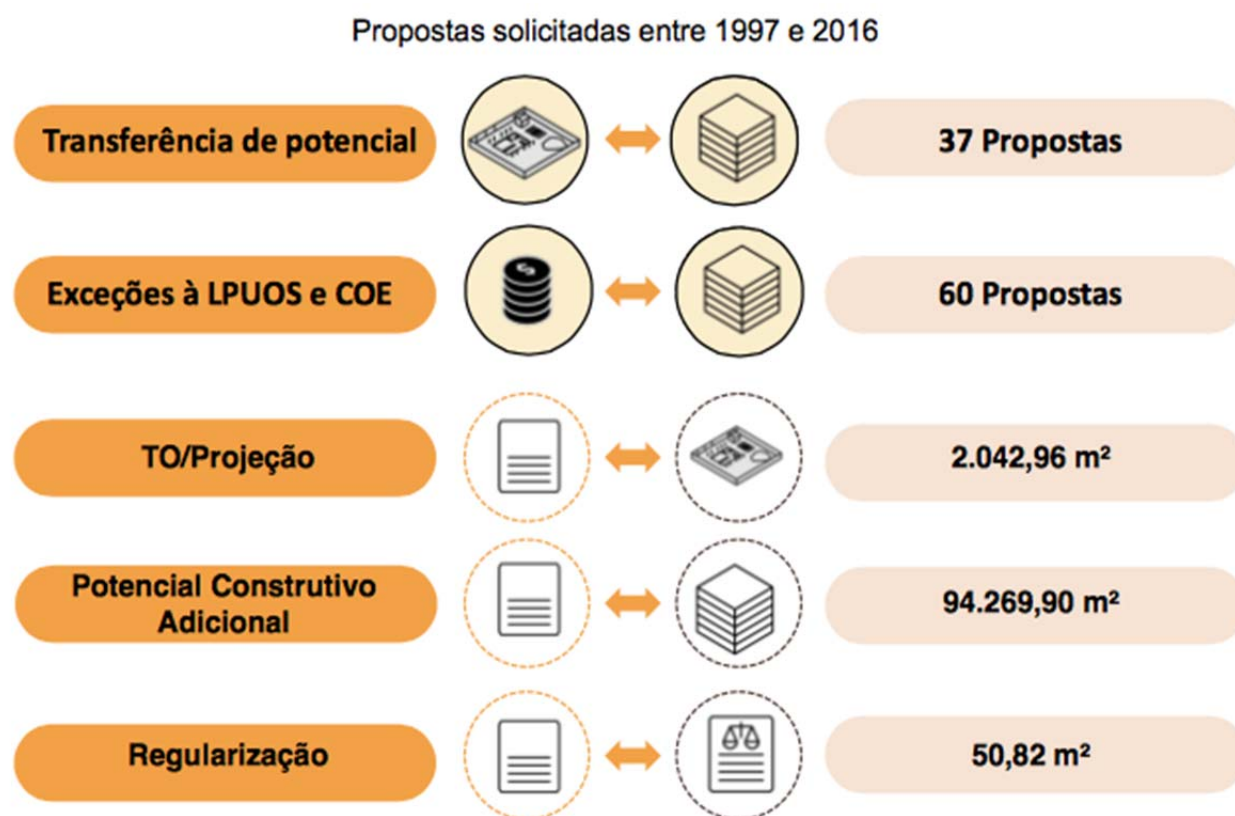 Propostas solicitadas entre 1997 e 2016
Transferência de potencial
37 Propostas
Exceções à LPUOS e COE
$
60 Propostas
TO/Projeção
2.042,96 m²
Potencial Construtivo
Adicional
94.269,90 m²
Regularização
50,82 m²